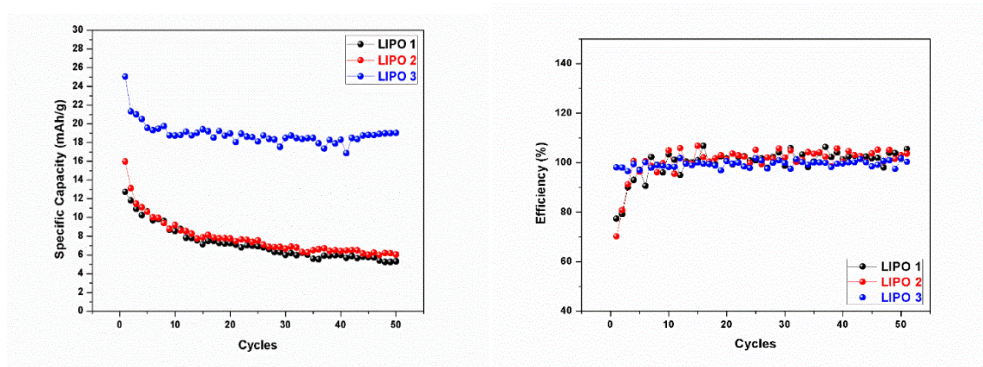 30
28
26
24
22
20
18
16
14
12
10
8
6
4
2
0
Specific Capacity (mAh/g)
LIPO 1
LIPO 2
LIPO 3
0 10 20 30 40 50
Cycles
140
120
100
80
60
40
Efficiency (%)
LIPO 1
LIPO 2
LIPO 3
0 10 20 30 40 50
Cycles